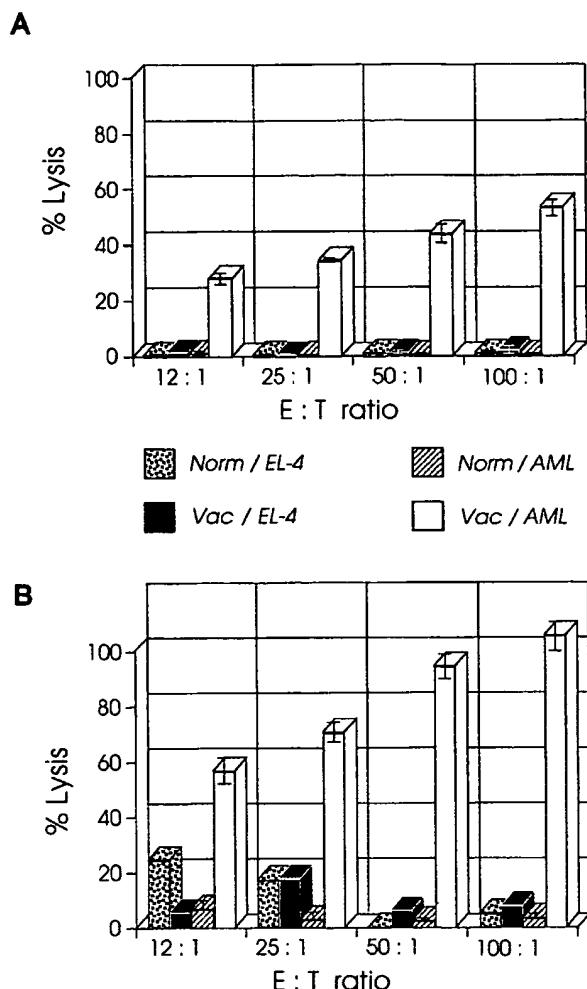 A
100
80
60
40
20
0
% Lysis
12 : 1 25 : 1 50 : 1 100 : 1
E : T ratio
Norm / EL-4 Norm / AML
Vac / EL-4 Vac / AML
B
100
80
60
40
20
0
% Lysis
12 : 1 25 : 1 50 : 1 100 : 1
E : T ratio